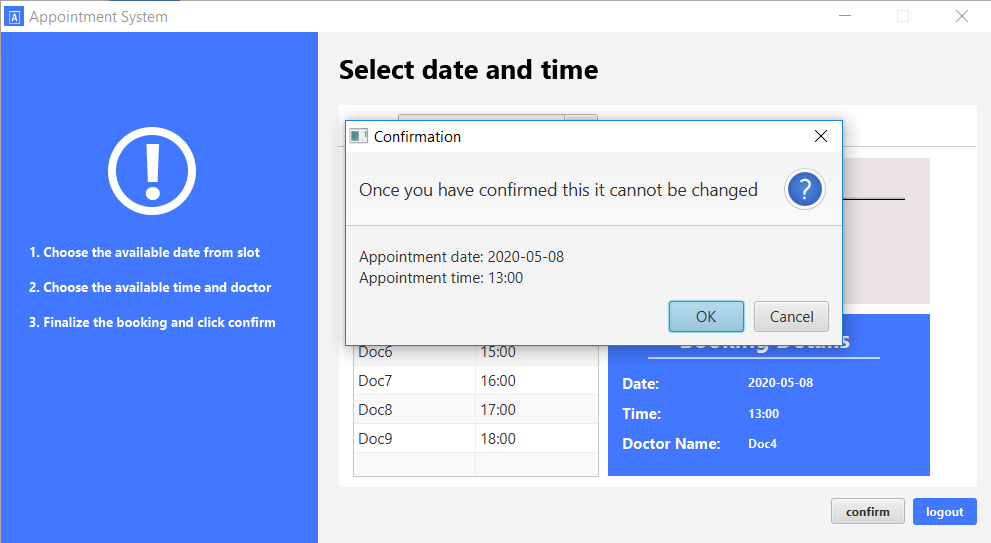 A Appointment System
Select date and time
Confirmation
Once you have confirmed this it cannot be changed
?
Appointment date: 2020-05-08
Appointment time: 13:00
OK Cancel
!
1. Choose the available date from slot
2. Choose the available time and doctor
3. Finalize the booking and click confirm
Doc6 15:00
Doc7 16:00
Doc8 17:00
Doc9 18:00
Booking Details
Date: 2020-05-08
Time: 13:00
Doctor Name: Doc4
confirm logout